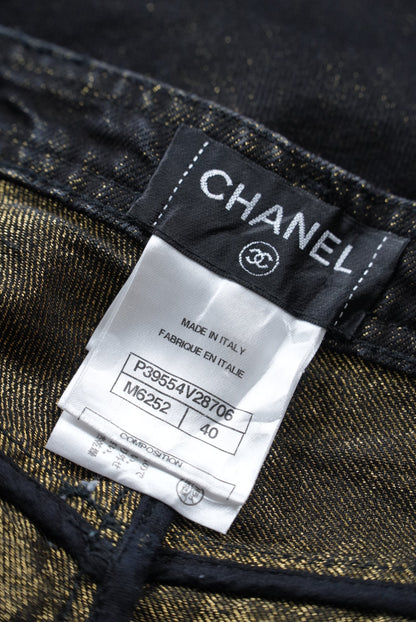 CHANEL
MADE IN ITALY
FABRIQUE EN ITALIE
P39554V28706
M6252 40
COMPOSITION